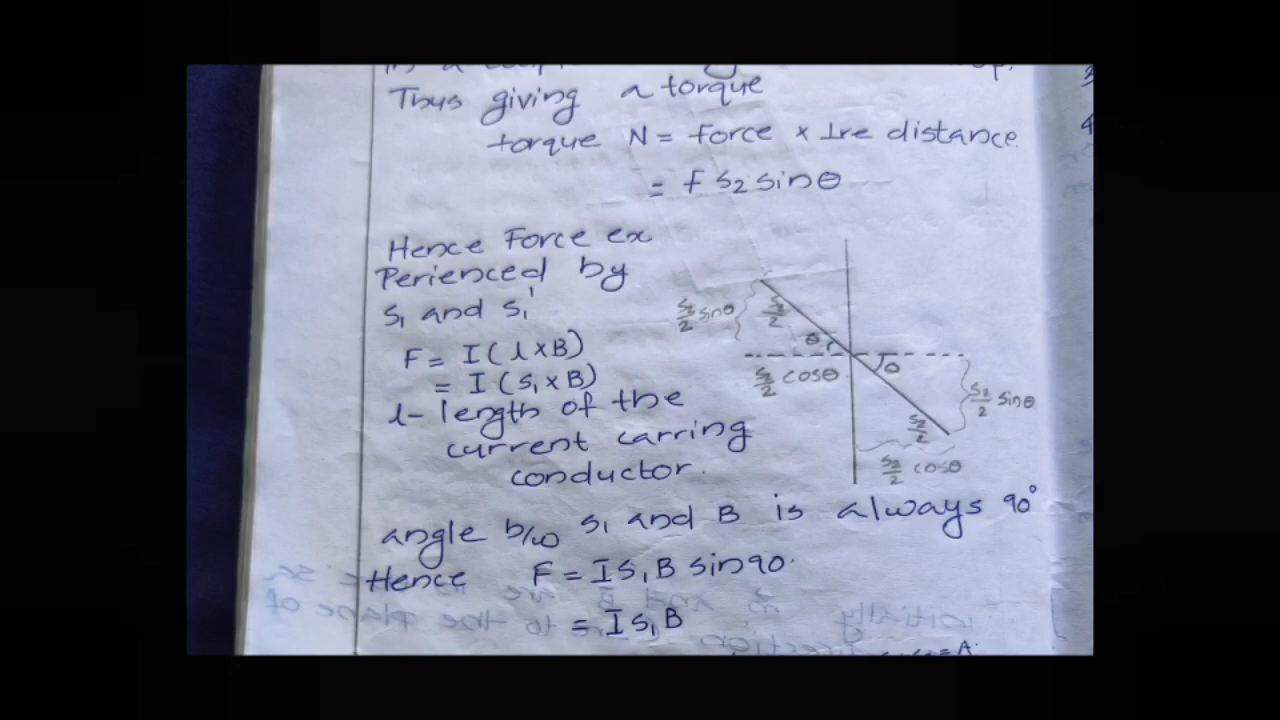 Thus giving a torque
torque N = force × ⊥re distance.
= F s₂ sinθ
Hence Force ex
Perienced by
s₁ and s₁'
F = I(l×B)
= I(s₁×B)
l- length of the
current carring
conductor.
s₂/2 sinθ
s₂/2
θ
s₂/2 cosθ
θ
s₂/2 sinθ
s₂/2
s₂/2 cosθ
angle b/w s₁ and B is always 90°
Hence F = Is₁B sin90.
= Is₁B